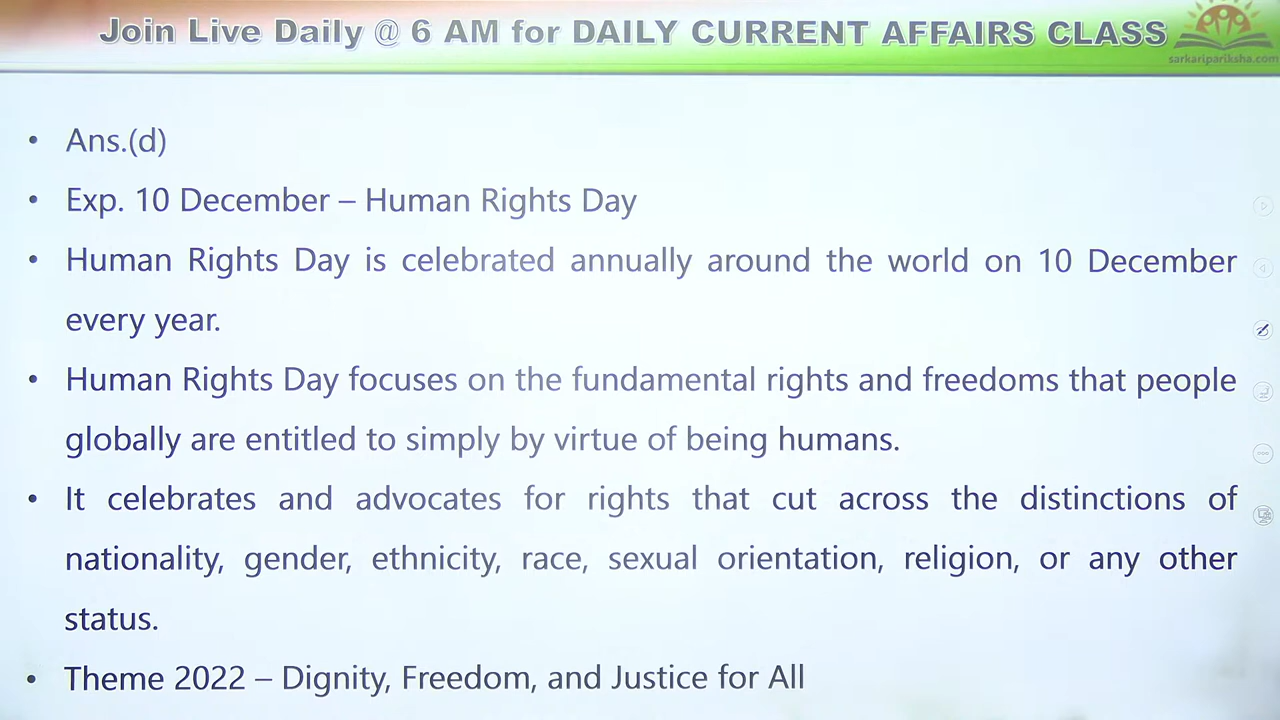 Join Live Daily @ 6 AM for DAILY CURRENT AFFAIRS CLASS
sarkaripariksha.com
• Ans.(d)
• Exp. 10 December – Human Rights Day
• Human Rights Day is celebrated annually around the world on 10 December
every year.
• Human Rights Day focuses on the fundamental rights and freedoms that people
globally are entitled to simply by virtue of being humans.
• It celebrates and advocates for rights that cut across the distinctions of
nationality, gender, ethnicity, race, sexual orientation, religion, or any other
status.
• Theme 2022 – Dignity, Freedom, and Justice for All